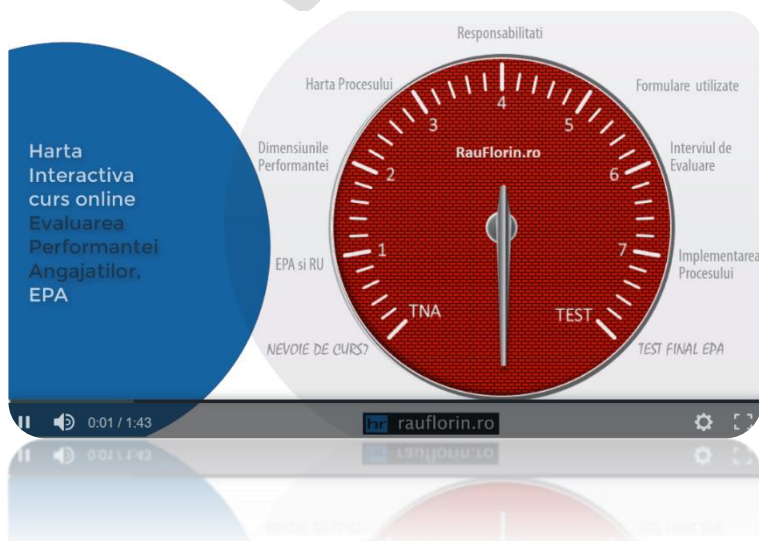 Harta
Interactiva
curs online
Evaluarea
Performantei
Angajatilor,
EPA
NEVOIE DE CURS?
TNA
EPA si RU
1
Dimensiunile
Performantei
2
Harta Procesului
3
Responsabilitati
4
RauFlorin.ro
Formulare utilizate
5
Interviul de
Evaluare
6
Implementarea
Procesului
7
TEST
TEST FINAL EPA
0:01 / 1:43
hr rauflorin.ro